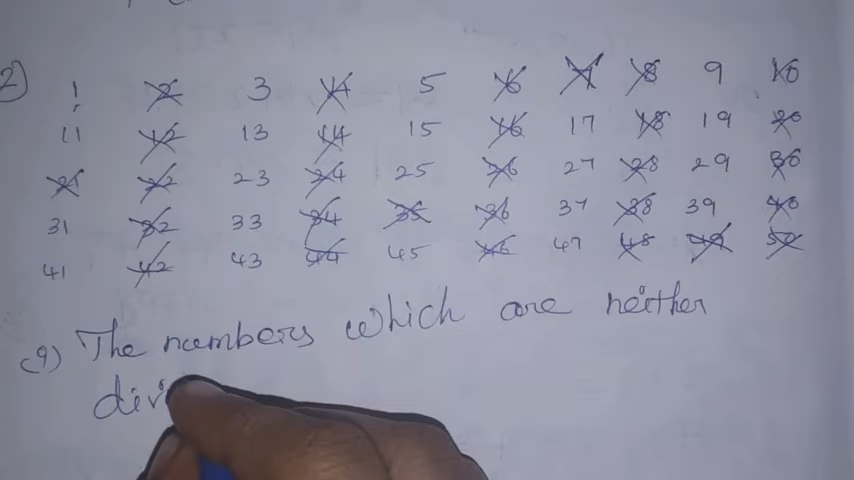 2) 1 2 3 4 5 6 7 8 9 10
11 12 13 14 15 16 17 18 19 20
21 22 23 24 25 26 27 28 29 30
31 32 33 34 35 36 37 38 39 40
41 42 43 44 45 46 47 48 49 50
(9) The numbers which are neither
div